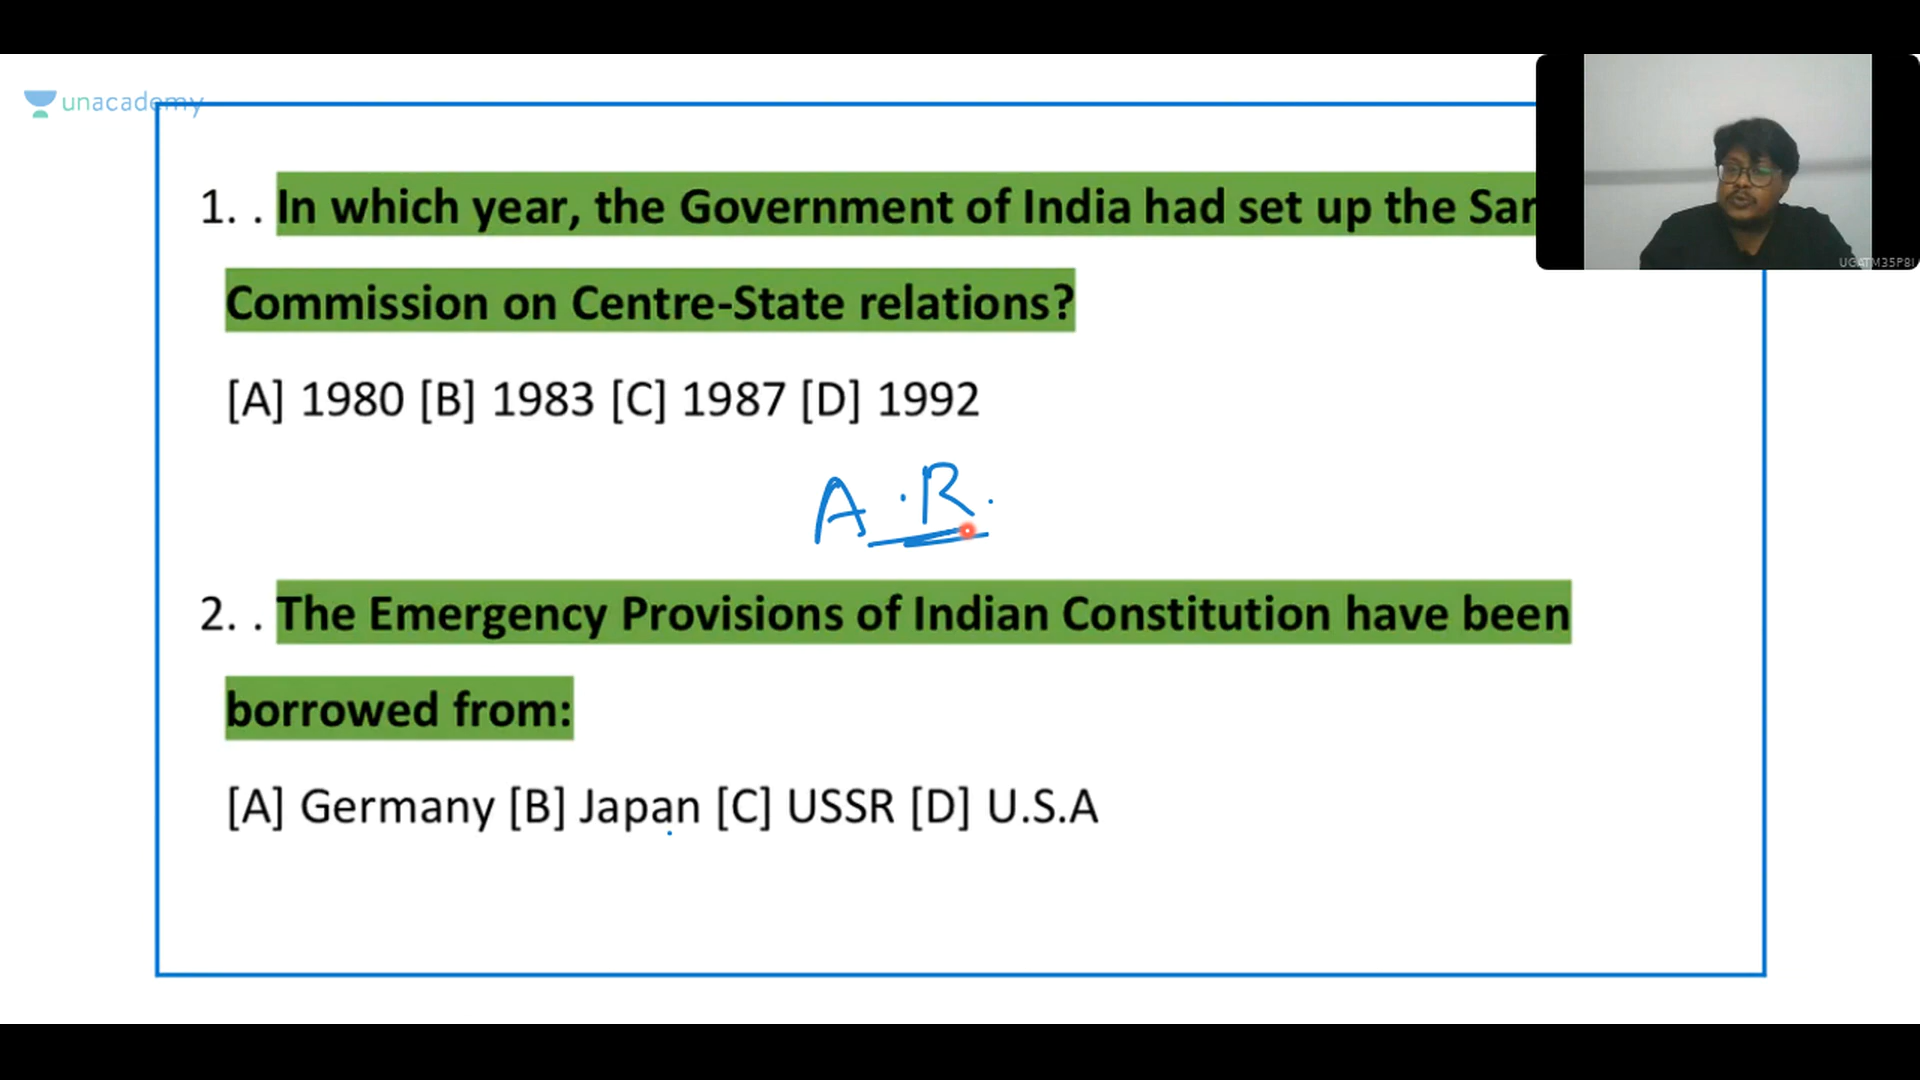 unacademy
1. . In which year, the Government of India had set up the Sar
Commission on Centre-State relations?
[A] 1980 [B] 1983 [C] 1987 [D] 1992
A.R.
2. . The Emergency Provisions of Indian Constitution have been
borrowed from:
[A] Germany [B] Japan [C] USSR [D] U.S.A